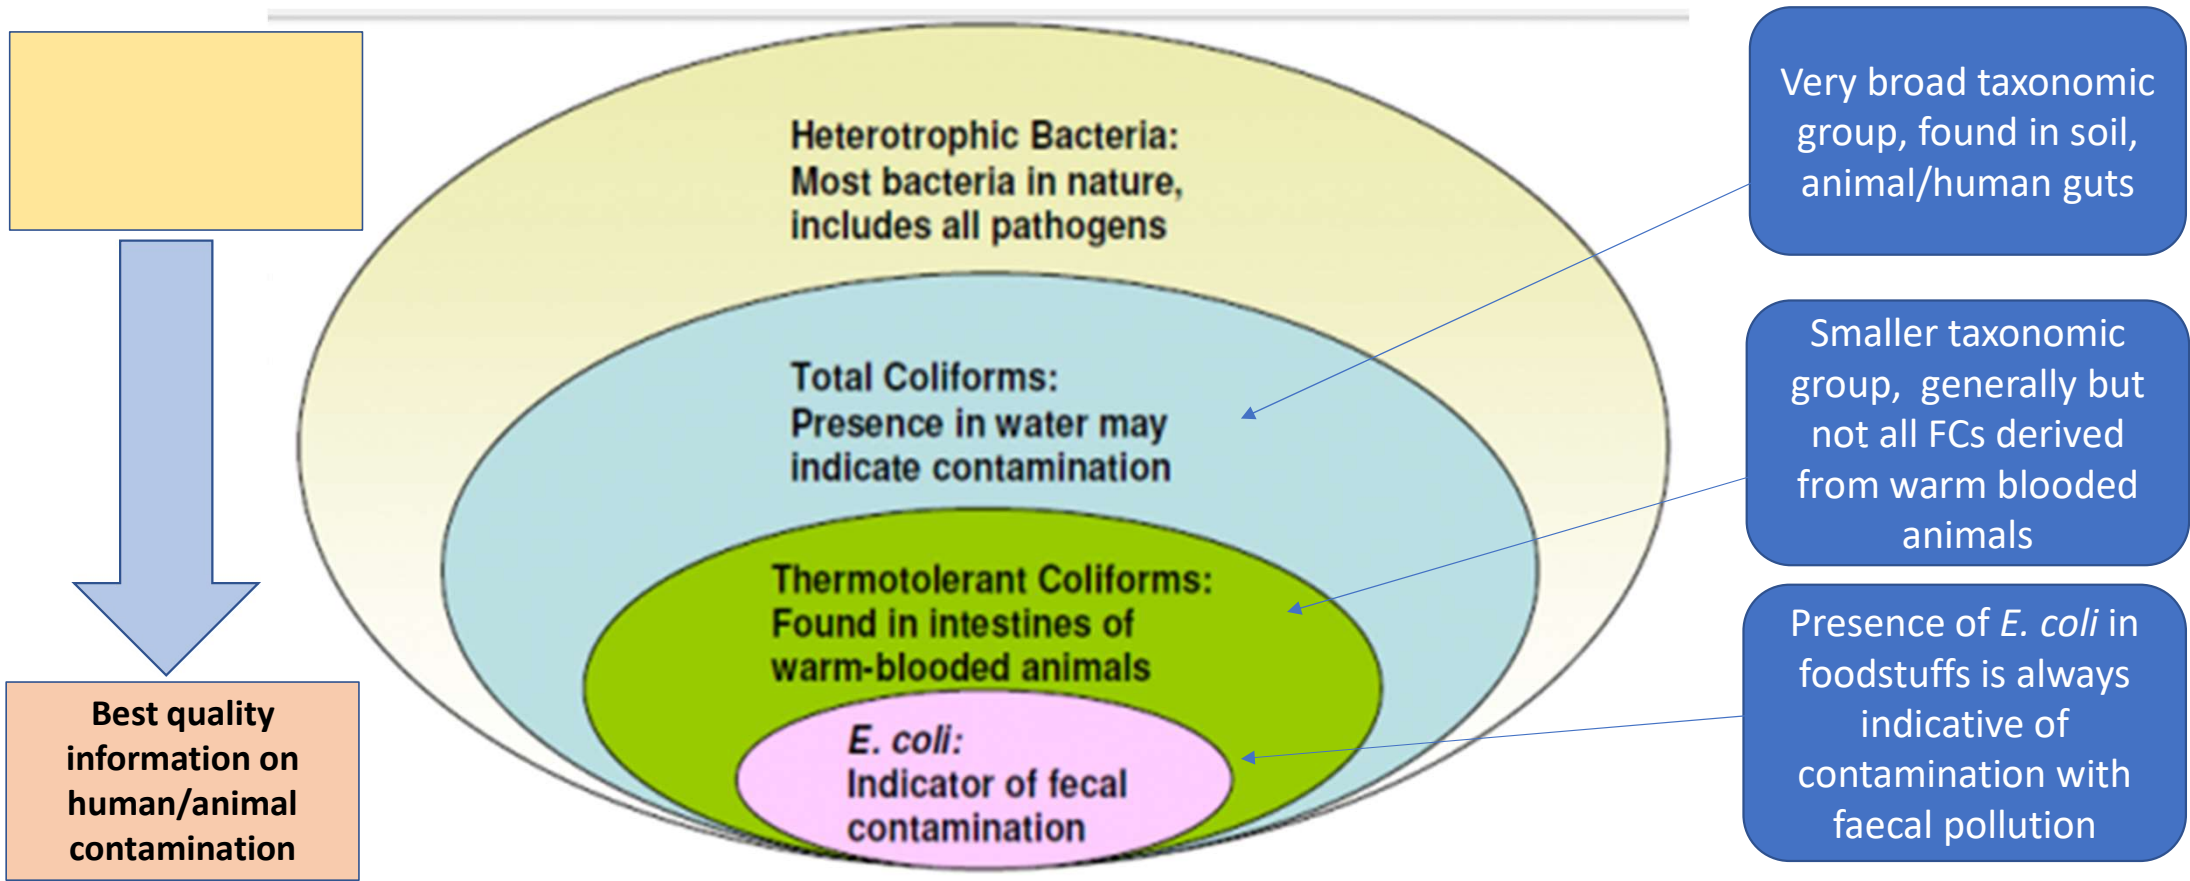 Heterotrophic Bacteria:
Most bacteria in nature,
includes all pathogens
Total Coliforms:
Presence in water may
indicate contamination
Thermotolerant Coliforms:
Found in intestines of
warm-blooded animals
E. coli:
Indicator of fecal
contamination
Best quality
information on
human/animal
contamination
Very broad taxonomic
group, found in soil,
animal/human guts
Smaller taxonomic
group, generally but
not all FCs derived
from warm blooded
animals
Presence of E. coli in
foodstuffs is always
indicative of
contamination with
faecal pollution